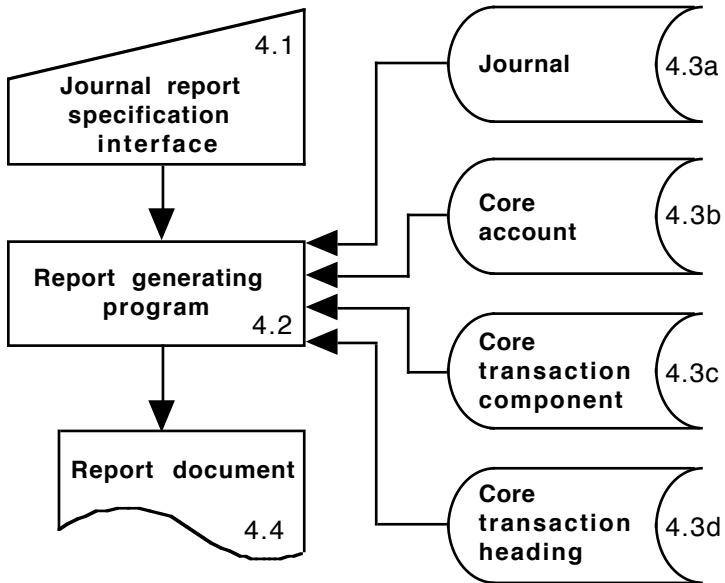 4.1
Journal report
specification
interface
Report generating
program
4.2
Report document
4.4
Journal
4.3a
Core
account
4.3b
Core
transaction
component
4.3c
Core
transaction
heading
4.3d